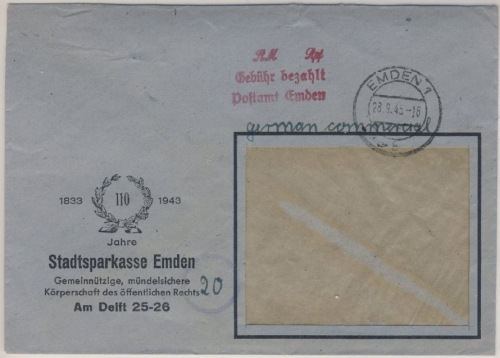 RM Rpf
Gebühr bezahlt
Postamt Emden
EMDEN 1
28.9.45.-18
german commercial
1833 110 1943
Jahre
Stadtsparkasse Emden
Gemeinnützige, mündelsichere
Körperschaft des öffentlichen Rechts
20
Am Delft 25-26